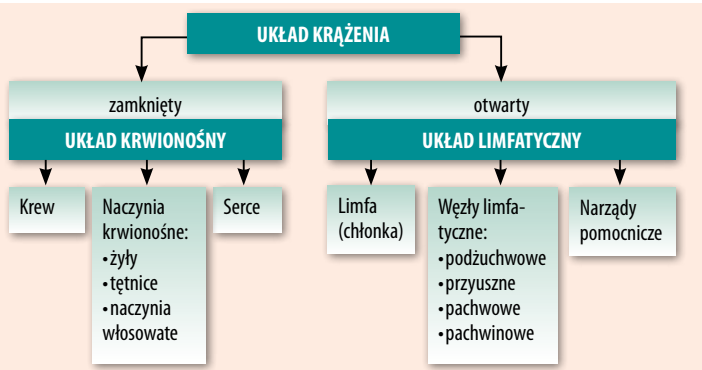 UKŁAD KRĄŻENIA
zamknięty
UKŁAD KRWIONOŚNY
Krew
Naczynia
krwionośne:
•żyły
•tętnice
•naczynia
włosowate
Serce
otwarty
UKŁAD LIMFATYCZNY
Limfa
(chłonka)
Węzły limfa-
tyczne:
•podżuchwowe
•przyuszne
•pachwowe
•pachwinowe
Narządy
pomocnicze